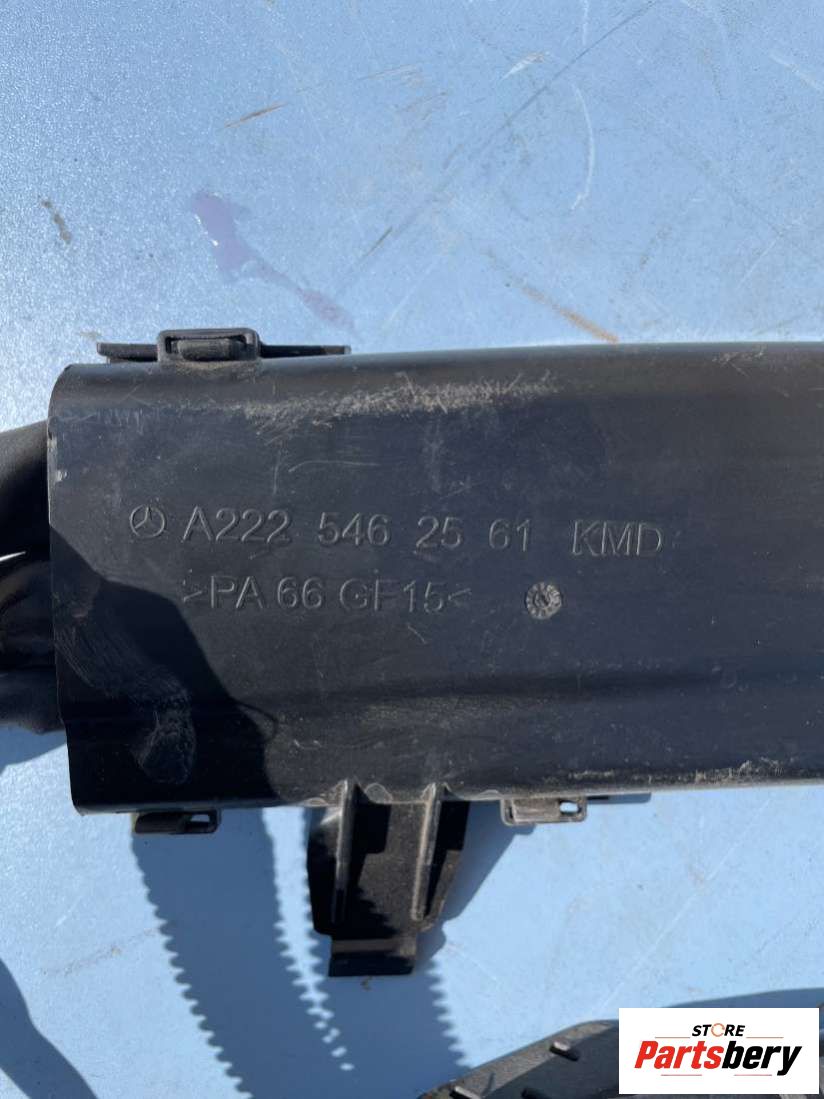 A222 546 25 61 KMD
>PA 66 GF15<
STORE
Partsbery